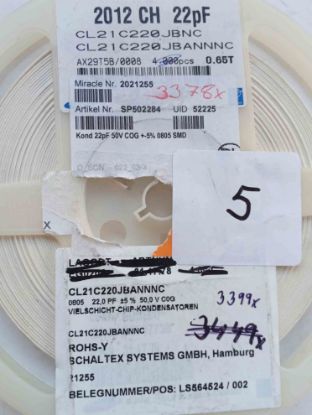 2012 CH 22pF
CL21C220JBNC
CL21C220JBANNNC
AX29T5B/0008 4.000pcs 0.65T
Miracle Nr. 2021255
3378x
Artikel Nr. SP502284 UID 52225
Kond 22pF 50V COG +-5% 0805 SMD
5
CL21C220JBANNNC
0805 22,0 PF ±5 % 50,0 V C0G
VIELSCHICHT-CHIP-KONDENSATOREN
3399x
CL21C220JBANNNC
3449x
ROHS-Y
SCHALTEX SYSTEMS GMBH, Hamburg
21255
BELEGNUMMER/POS: LS564524 / 002